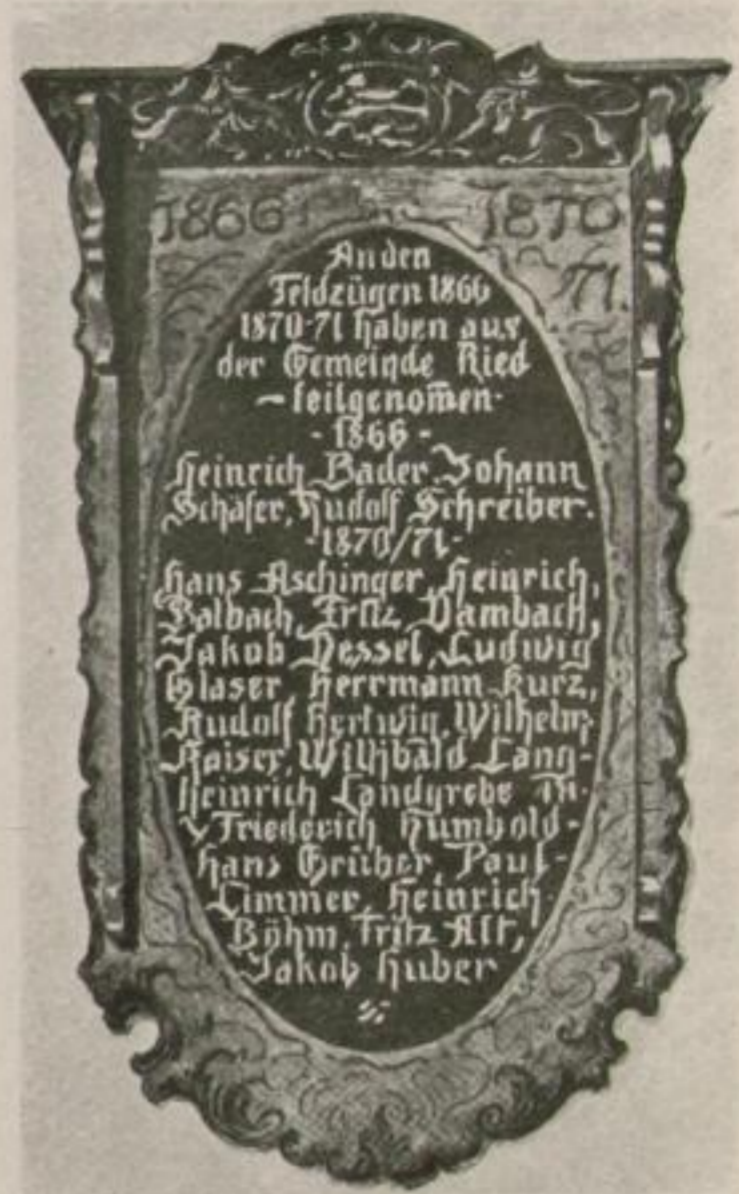 1866 1870
71.
An den
Feldzügen 1866
1870-71 haben aus
der Gemeinde Ried
- teilgenom̄en -
- 1866 -
Heinrich Bader, Johann
Schäfer, Rudolf Schreiber.
- 1870/71 -
Hans Aschinger, Heinrich,
Balbach, Fritz Dambach,
Jakob Dessel, Ludwig
Glaser, Herrmann Kurz,
Rudolf Hertwig, Wilhelm,
Kaiser, Willibald Lang-
Heinrich Landgrebe
v Friederich Humbold-
Hans Grüber, Paul-
Limmer, Heinrich
Böhm, Fritz Alt,
Jakob Huber